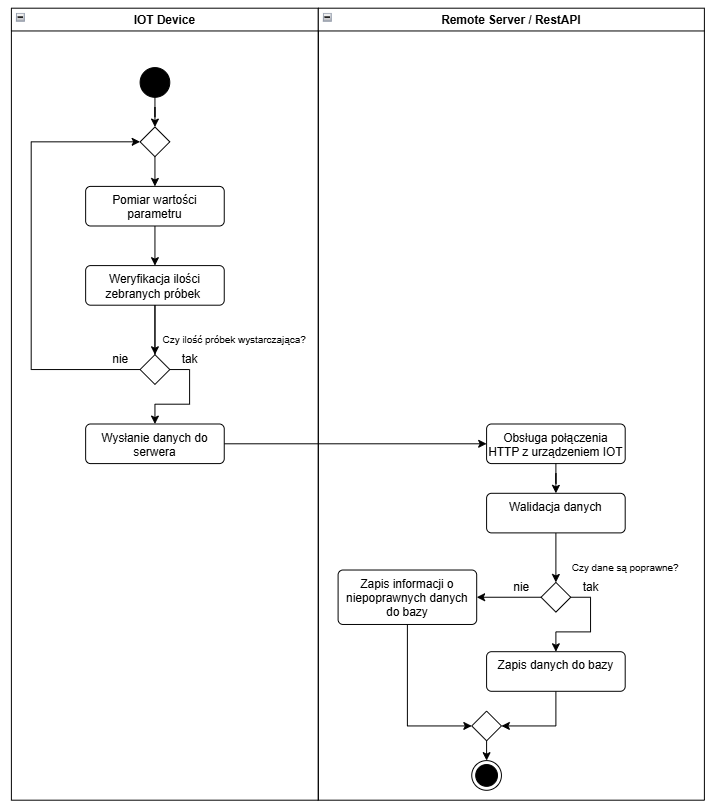 IOT Device
Remote Server / RestAPI
Pomiar wartości
parametru
Weryfikacja ilości
zebranych próbek
Czy ilość próbek wystarczająca?
nie
tak
Wysłanie danych do
serwera
Obsługa połączenia
HTTP z urządzeniem IOT
Walidacja danych
Czy dane są poprawne?
nie
tak
Zapis informacji o
niepoprawnych danych
do bazy
Zapis danych do bazy